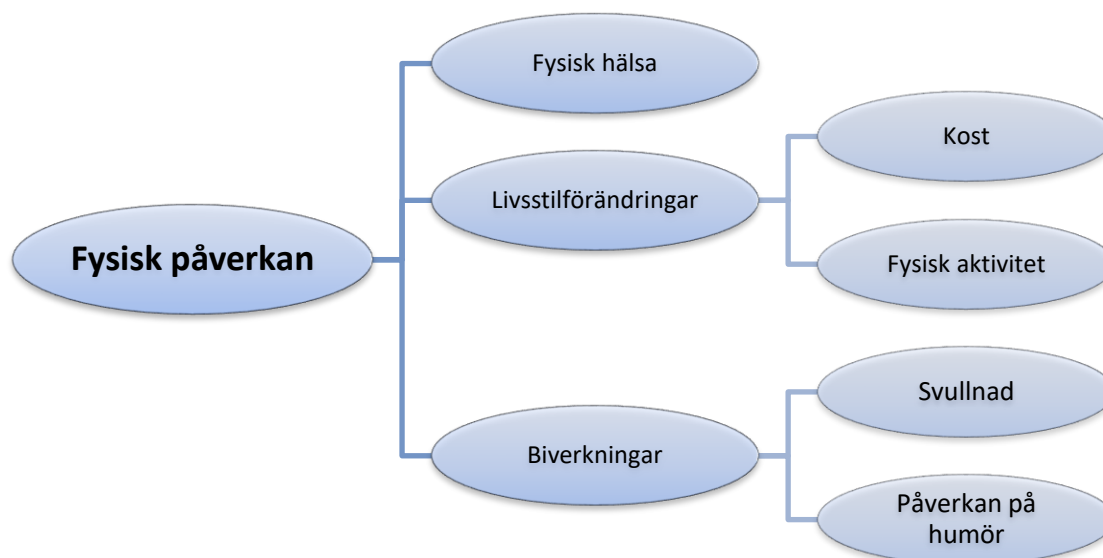 Fysisk hälsa
Kost
Livsstilförändringar
Fysisk påverkan
Fysisk aktivitet
Svullnad
Biverkningar
Påverkan på
humör